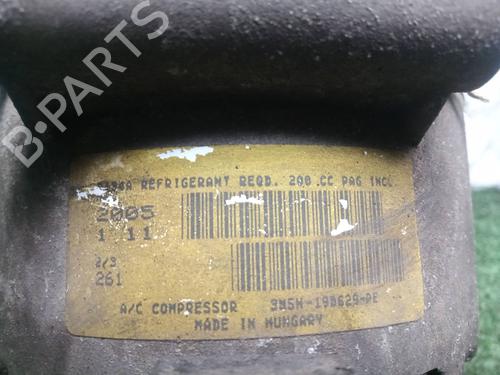 B-PARTS
REFRIGERANT REQD. 200 .CC PAG INCL.
2005
1 11
2/3
261
A/C COMPRESSOR 3M5H-19D629-PE
MADE IN HUNGARY